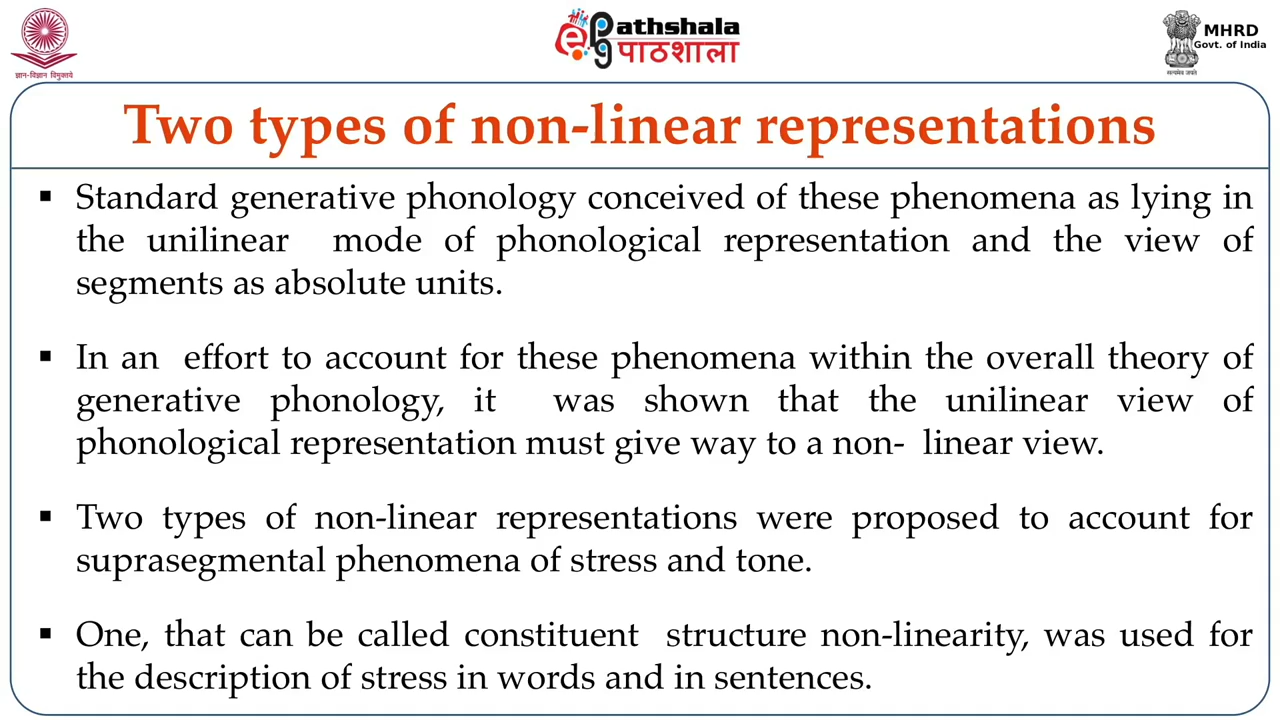 ज्ञान-विज्ञान विमुक्तये
ePG Pathshala
पाठशाला
MHRD
Govt. of India
सत्यमेव जयते
Two types of non-linear representations
▪ Standard generative phonology conceived of these phenomena as lying in
the unilinear mode of phonological representation and the view of
segments as absolute units.
▪ In an effort to account for these phenomena within the overall theory of
generative phonology, it was shown that the unilinear view of
phonological representation must give way to a non- linear view.
▪ Two types of non-linear representations were proposed to account for
suprasegmental phenomena of stress and tone.
▪ One, that can be called constituent structure non-linearity, was used for
the description of stress in words and in sentences.